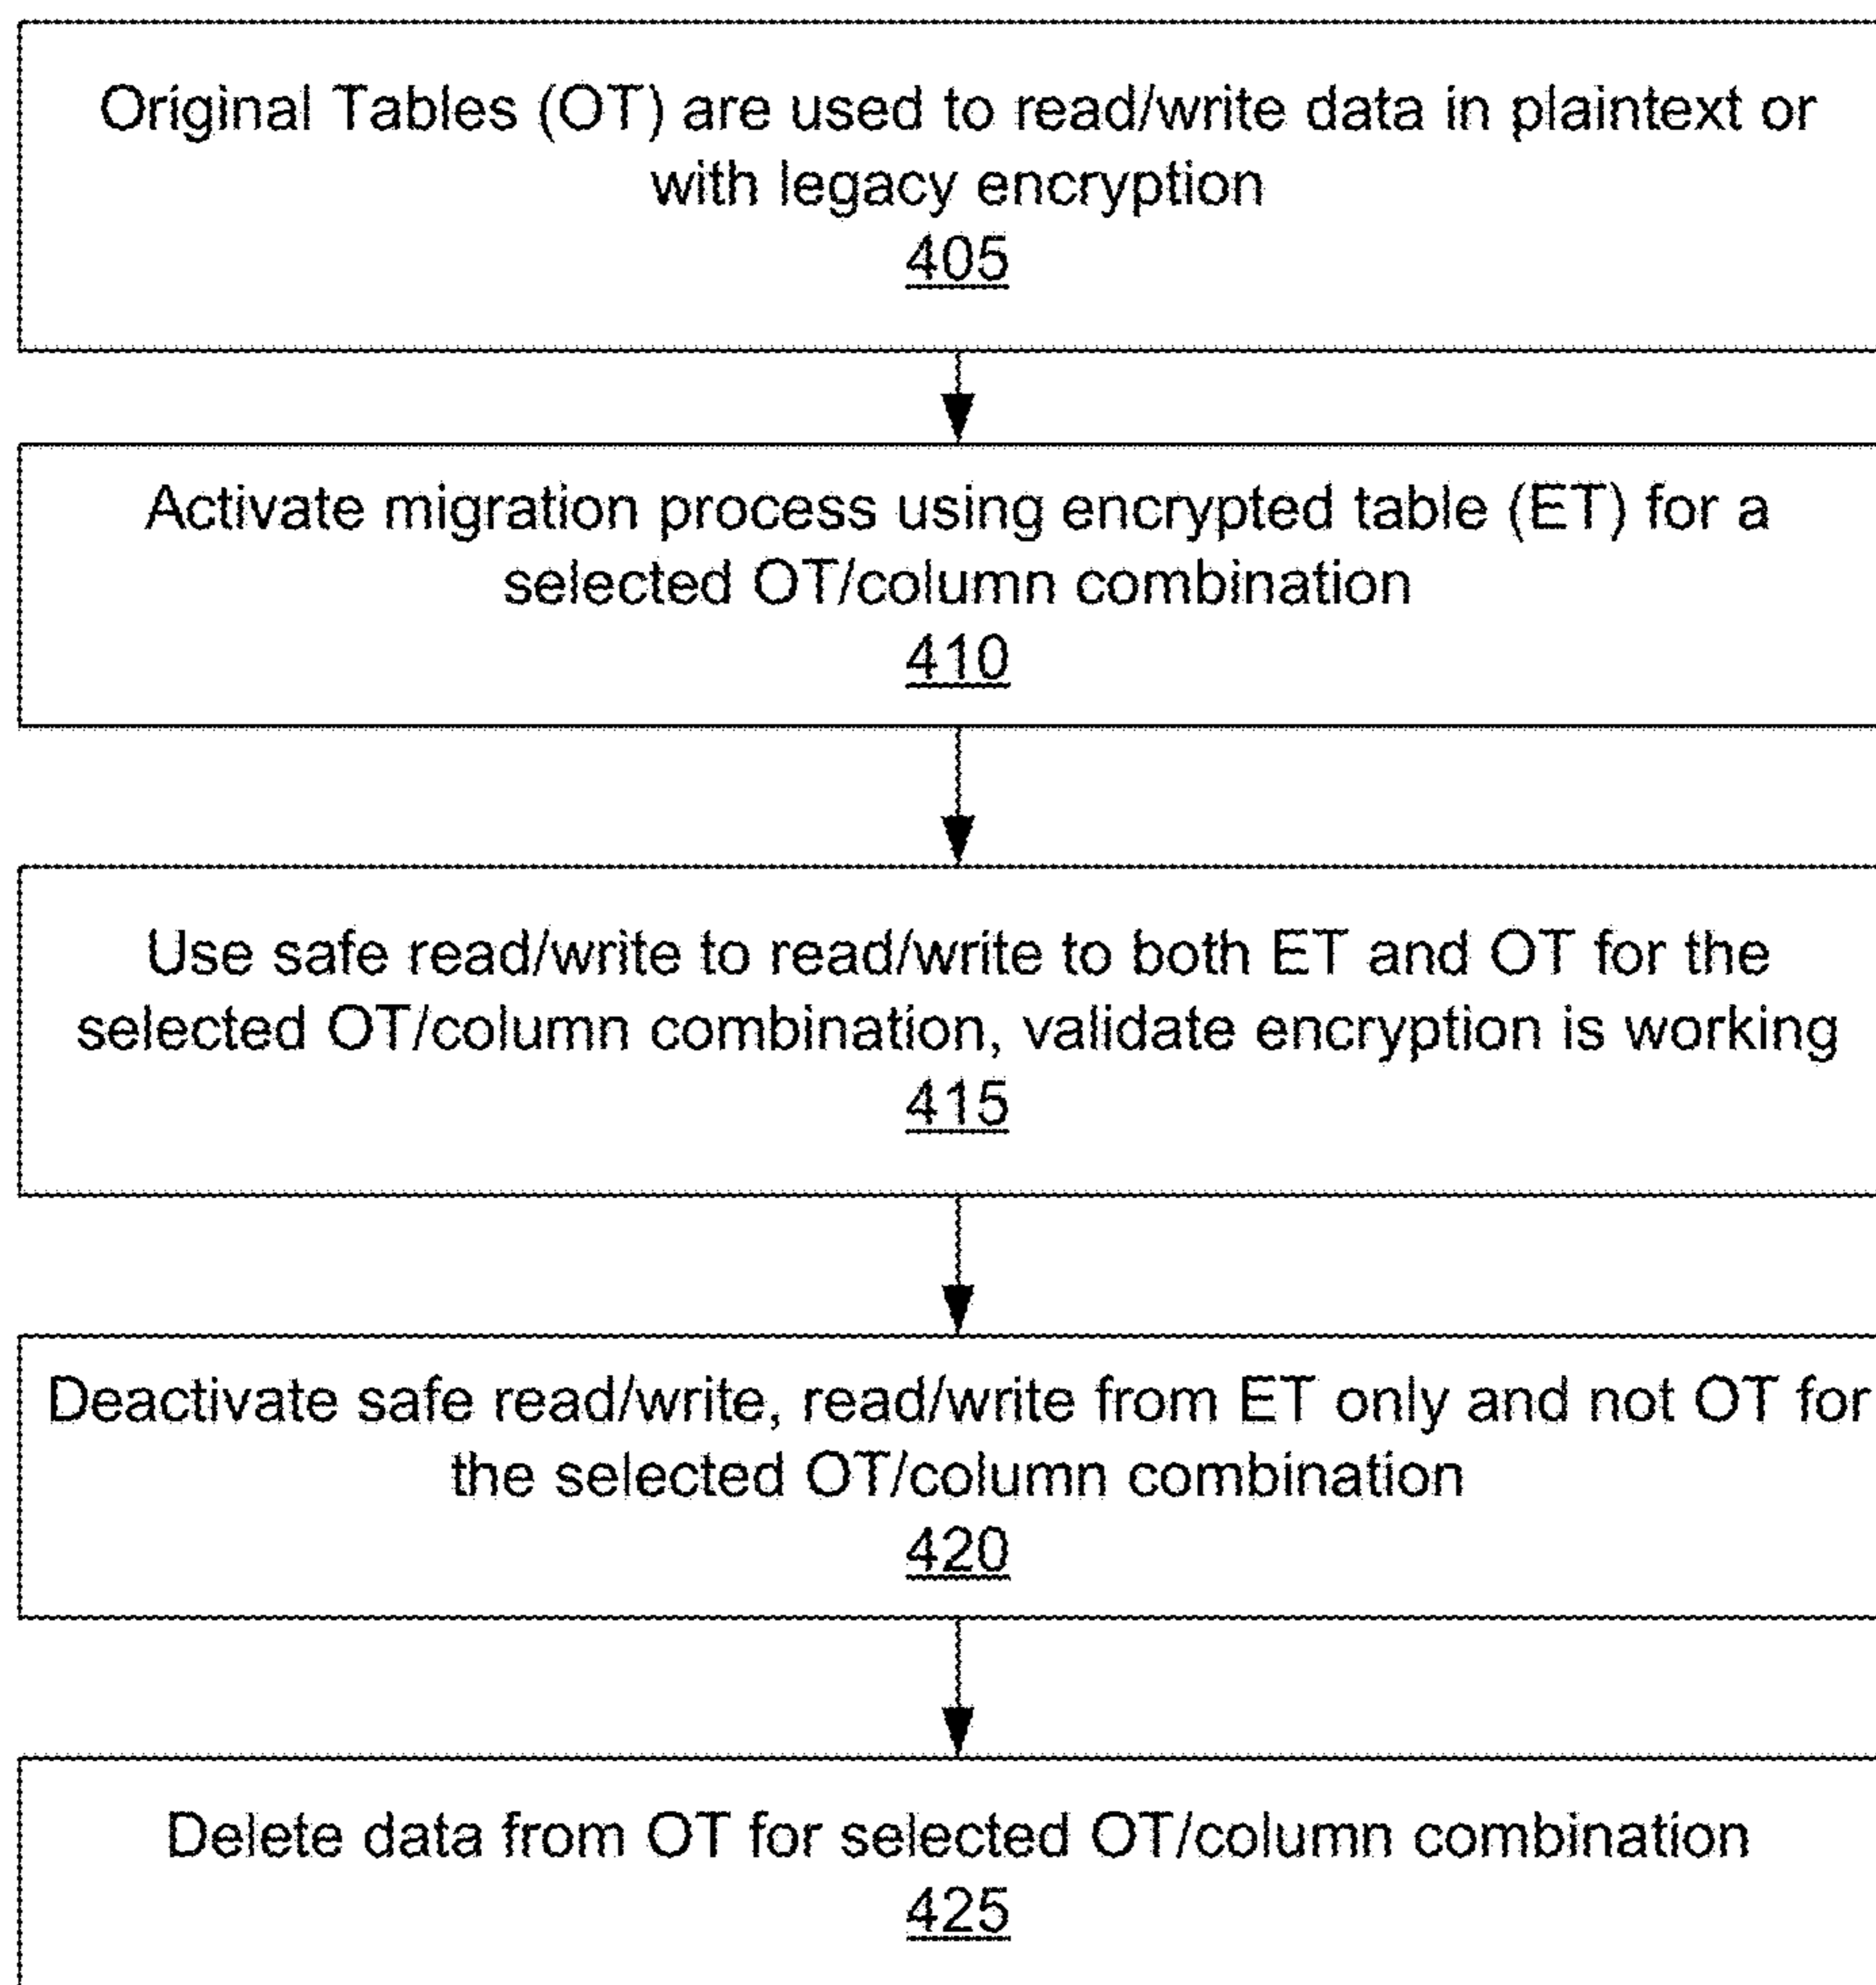 Original Tables (OT) are used to read/write data in plaintext or
with legacy encryption
405
Activate migration process using encrypted table (ET) for a
selected OT/column combination
410
Use safe read/write to read/write to both ET and OT for the
selected OT/column combination, validate encryption is working
415
Deactivate safe read/write, read/write from ET only and not OT for
the selected OT/column combination
420
Delete data from OT for selected OT/column combination
425